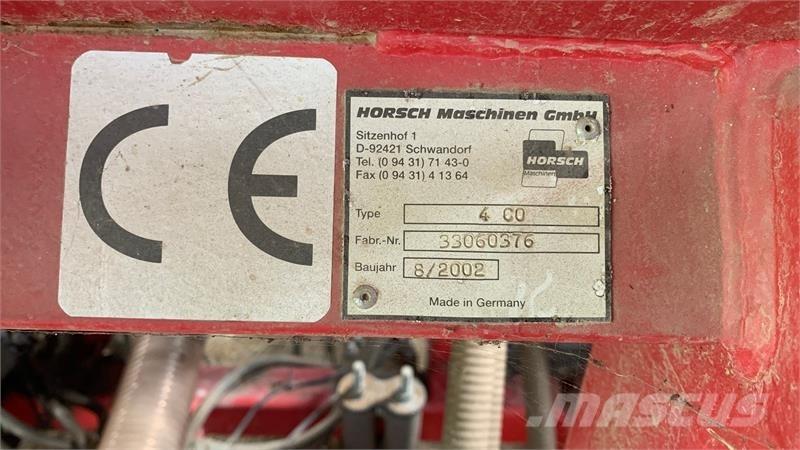 CE
HORSCH Maschinen GmbH
Sitzenhof 1
D-92421 Schwandorf
Tel. (0 94 31) 71 43-0
Fax (0 94 31) 4 13 64
HORSCH
Maschinen
Type 4 CO
Fabr.-Nr. 33060376
Baujahr 8/2002
Made in Germany
MASCUS